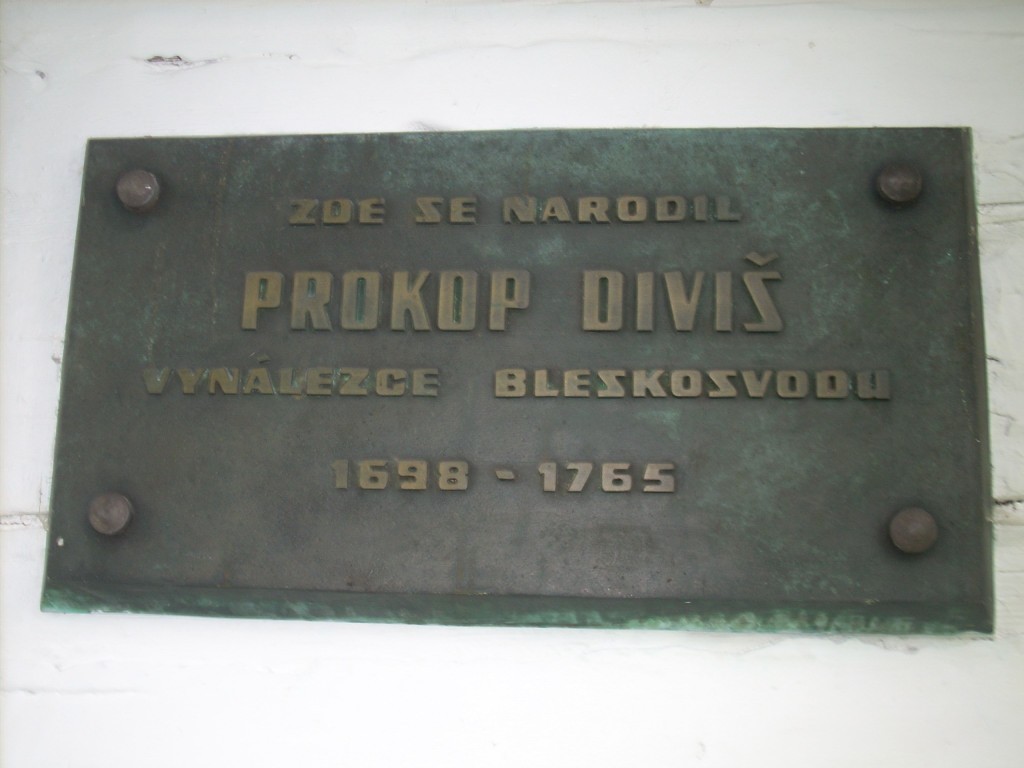 ZDE SE NARODIL
PROKOP DIVIŠ
VYNÁLEZCE BLESKOSVODU
1698 - 1765